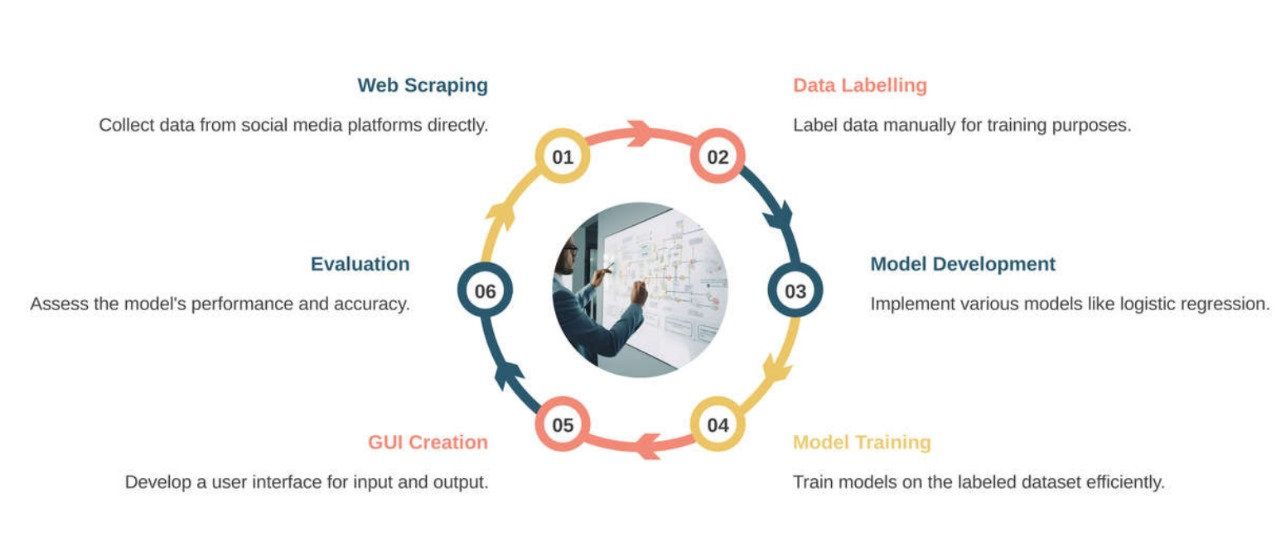 Web Scraping
Collect data from social media platforms directly.
01
02
Data Labelling
Label data manually for training purposes.
Model Development
Implement various models like logistic regression.
03
04
Model Training
Train models on the labeled dataset efficiently.
05
GUI Creation
Develop a user interface for input and output.
06
Evaluation
Assess the model's performance and accuracy.